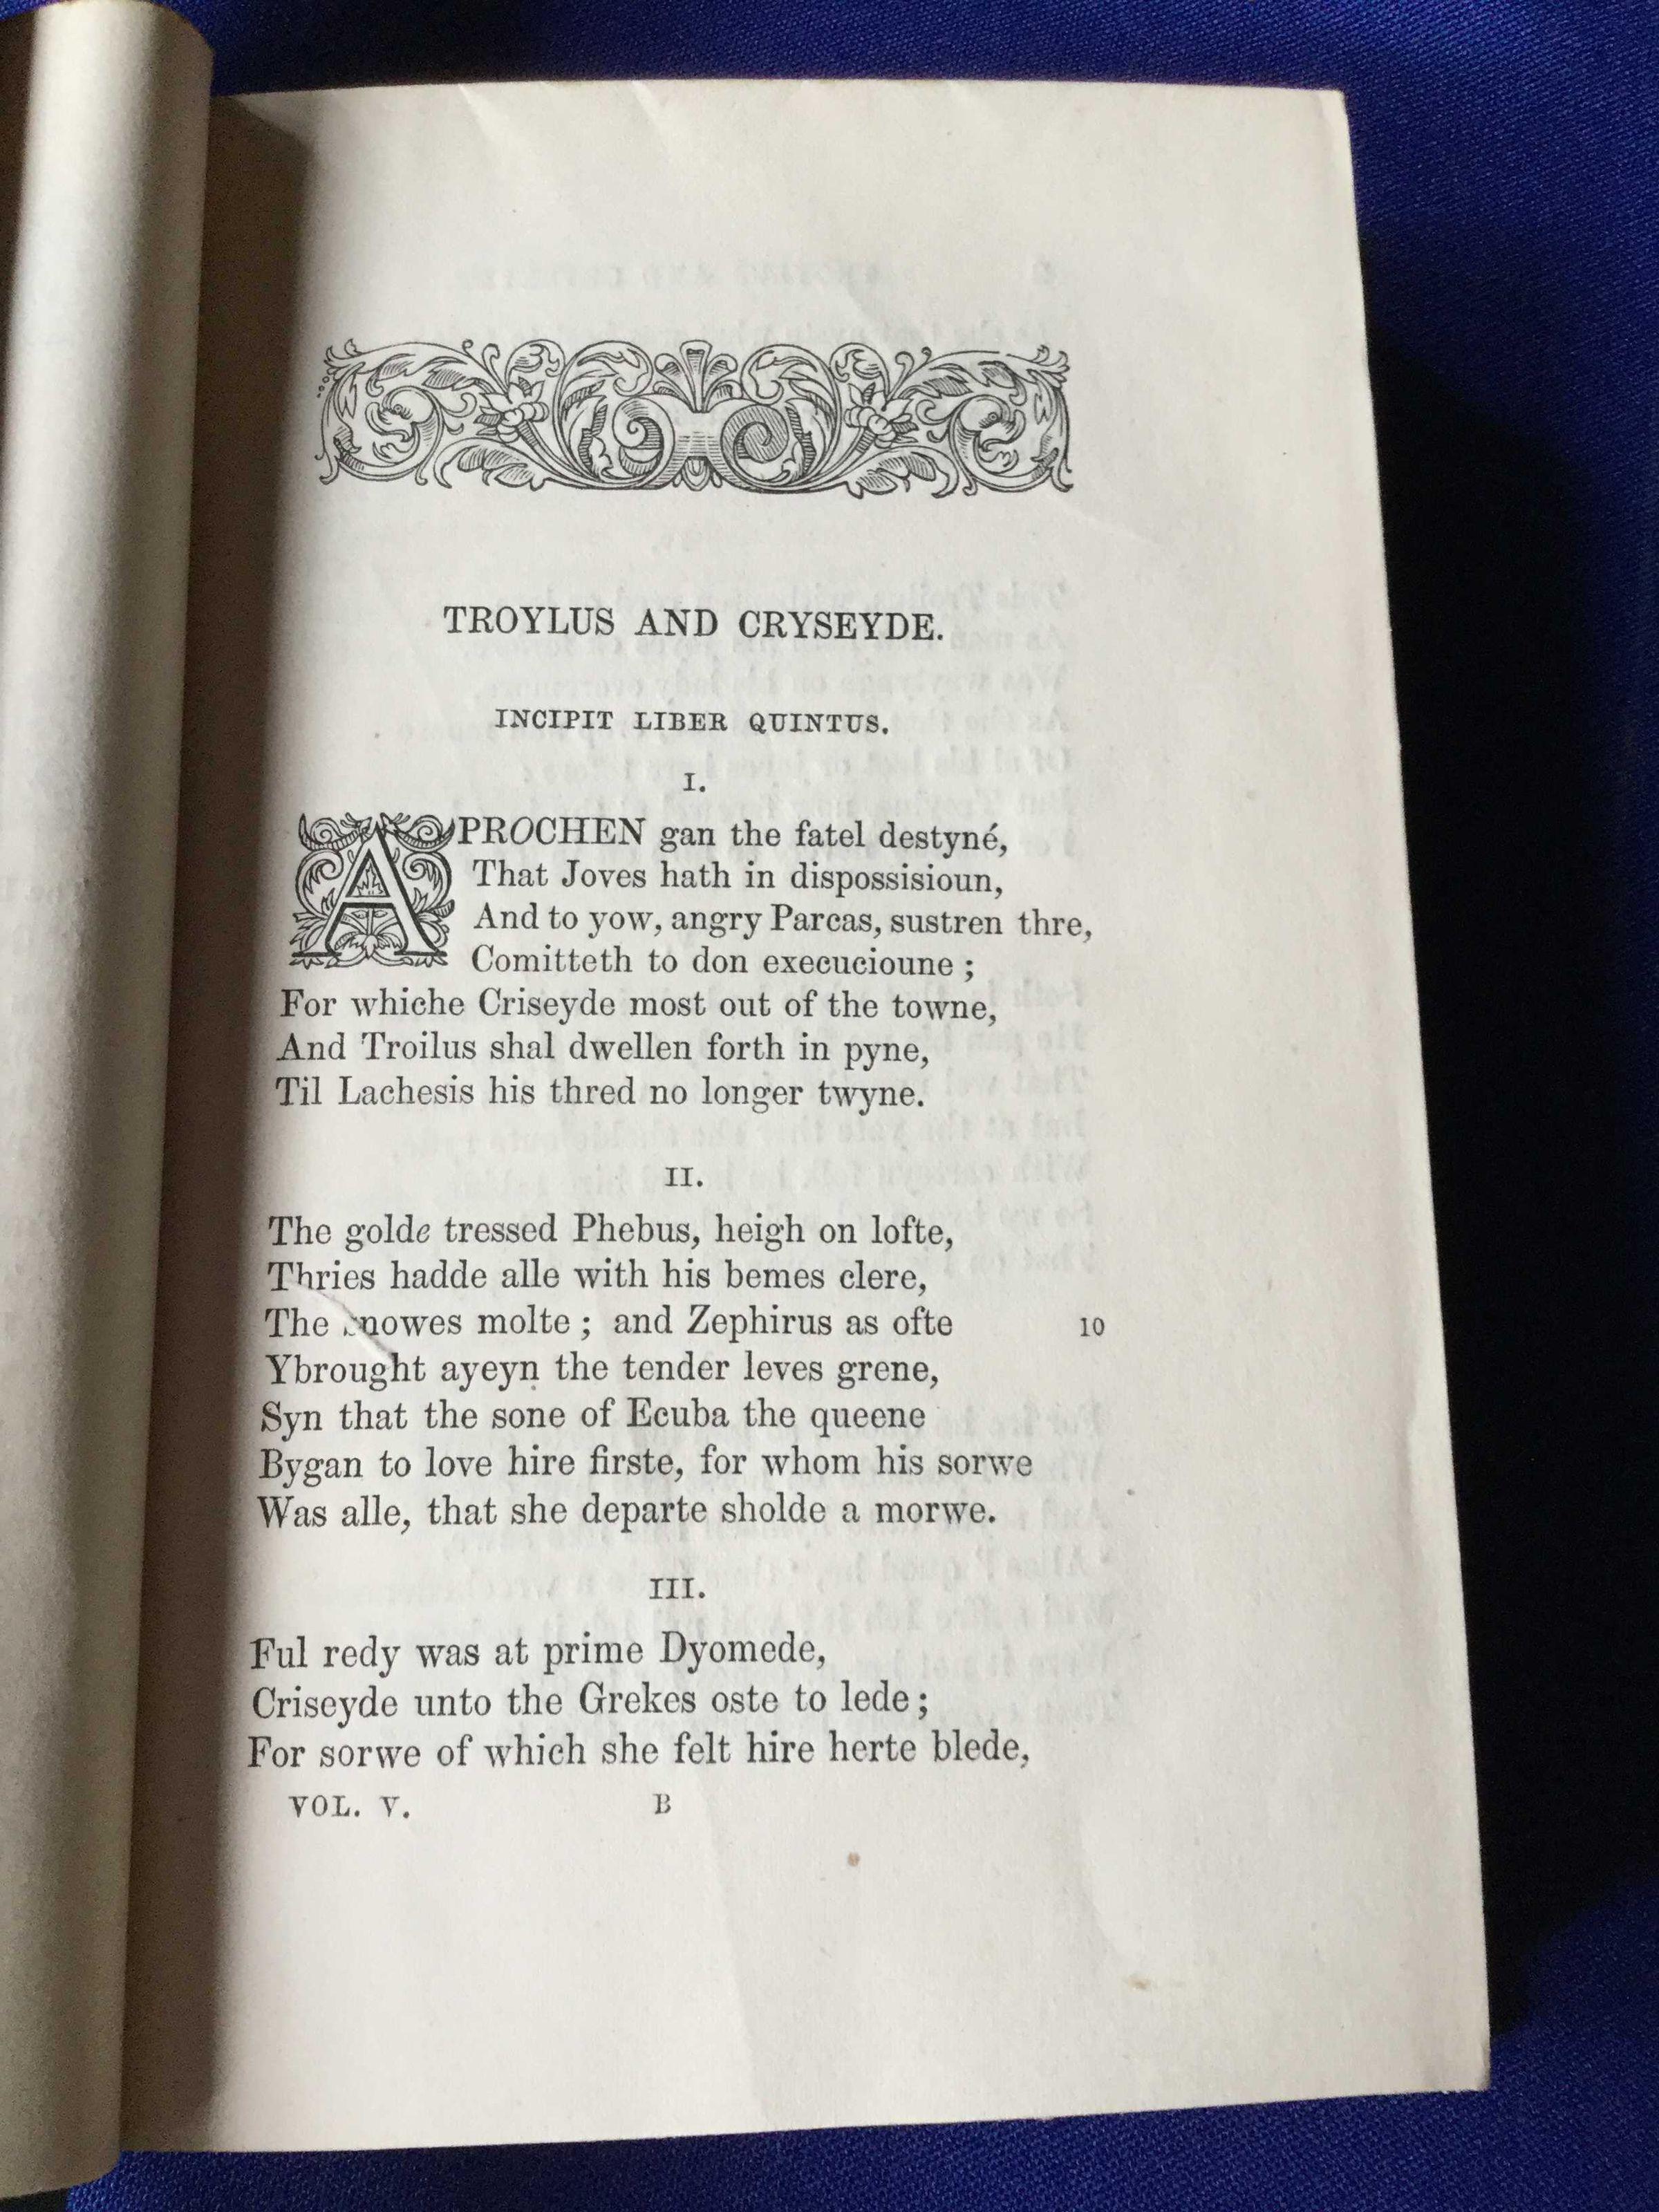 TROYLUS AND CRYSEYDE.
INCIPIT LIBER QUINTUS.
I.
APROCHEN gan the fatel destyné,
That Joves hath in dispossisioun,
And to yow, angry Parcas, sustren thre,
Comitteth to don execucioune ;
For whiche Criseyde most out of the towne,
And Troilus shal dwellen forth in pyne,
Til Lachesis his thred no longer twyne.
II.
The golde tressed Phebus, heigh on lofte,
Thries hadde alle with his bemes clere,
The snowes molte ; and Zephirus as ofte 10
Ybrought ayeyn the tender leves grene,
Syn that the sone of Ecuba the queene
Bygan to love hire firste, for whom his sorwe
Was alle, that she departe sholde a morwe.
III.
Ful redy was at prime Dyomede,
Criseyde unto the Grekes oste to lede ;
For sorwe of which she felt hire herte blede,
VOL. V. B